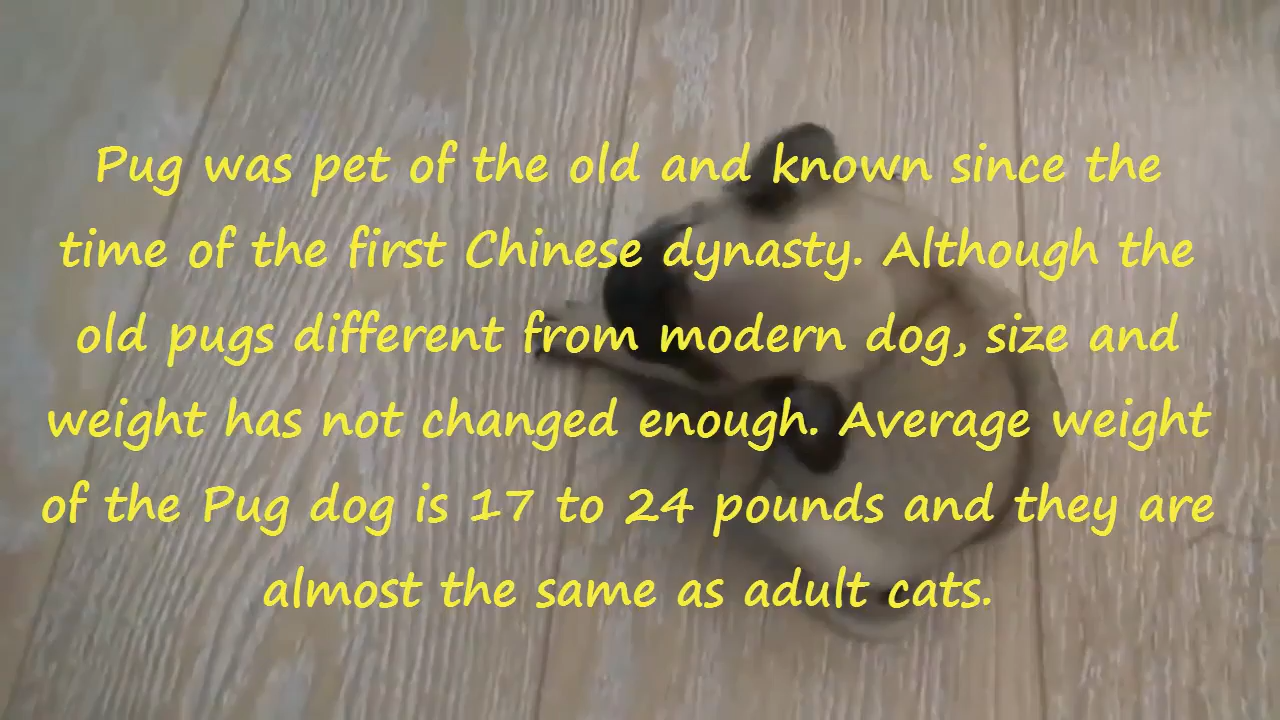 Pug was pet of the old and known since the
time of the first Chinese dynasty. Although the
old pugs different from modern dog, size and
weight has not changed enough. Average weight
of the Pug dog is 17 to 24 pounds and they are
almost the same as adult cats.